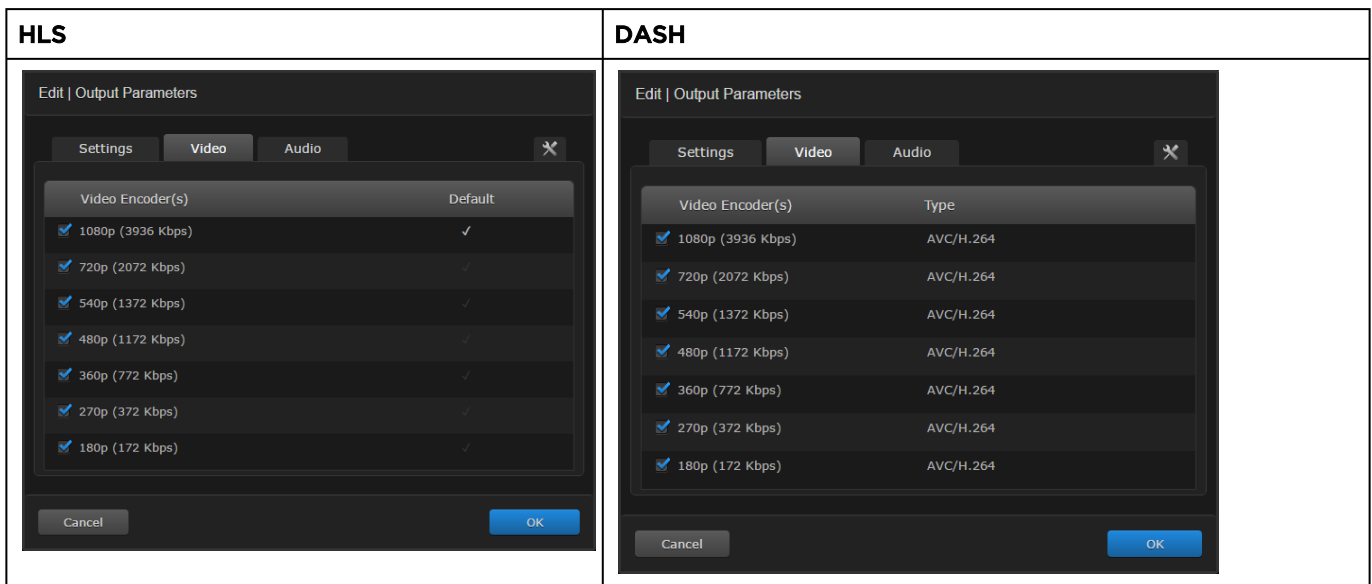 HLS
DASH
Edit | Output Parameters
Settings Video Audio
Video Encoder(s) Default
1080p (3936 Kbps)
720p (2072 Kbps)
540p (1372 Kbps)
480p (1172 Kbps)
360p (772 Kbps)
270p (372 Kbps)
180p (172 Kbps)
Cancel OK
Edit | Output Parameters
Settings Video Audio
Video Encoder(s) Type
1080p (3936 Kbps) AVC/H.264
720p (2072 Kbps) AVC/H.264
540p (1372 Kbps) AVC/H.264
480p (1172 Kbps) AVC/H.264
360p (772 Kbps) AVC/H.264
270p (372 Kbps) AVC/H.264
180p (172 Kbps) AVC/H.264
Cancel OK